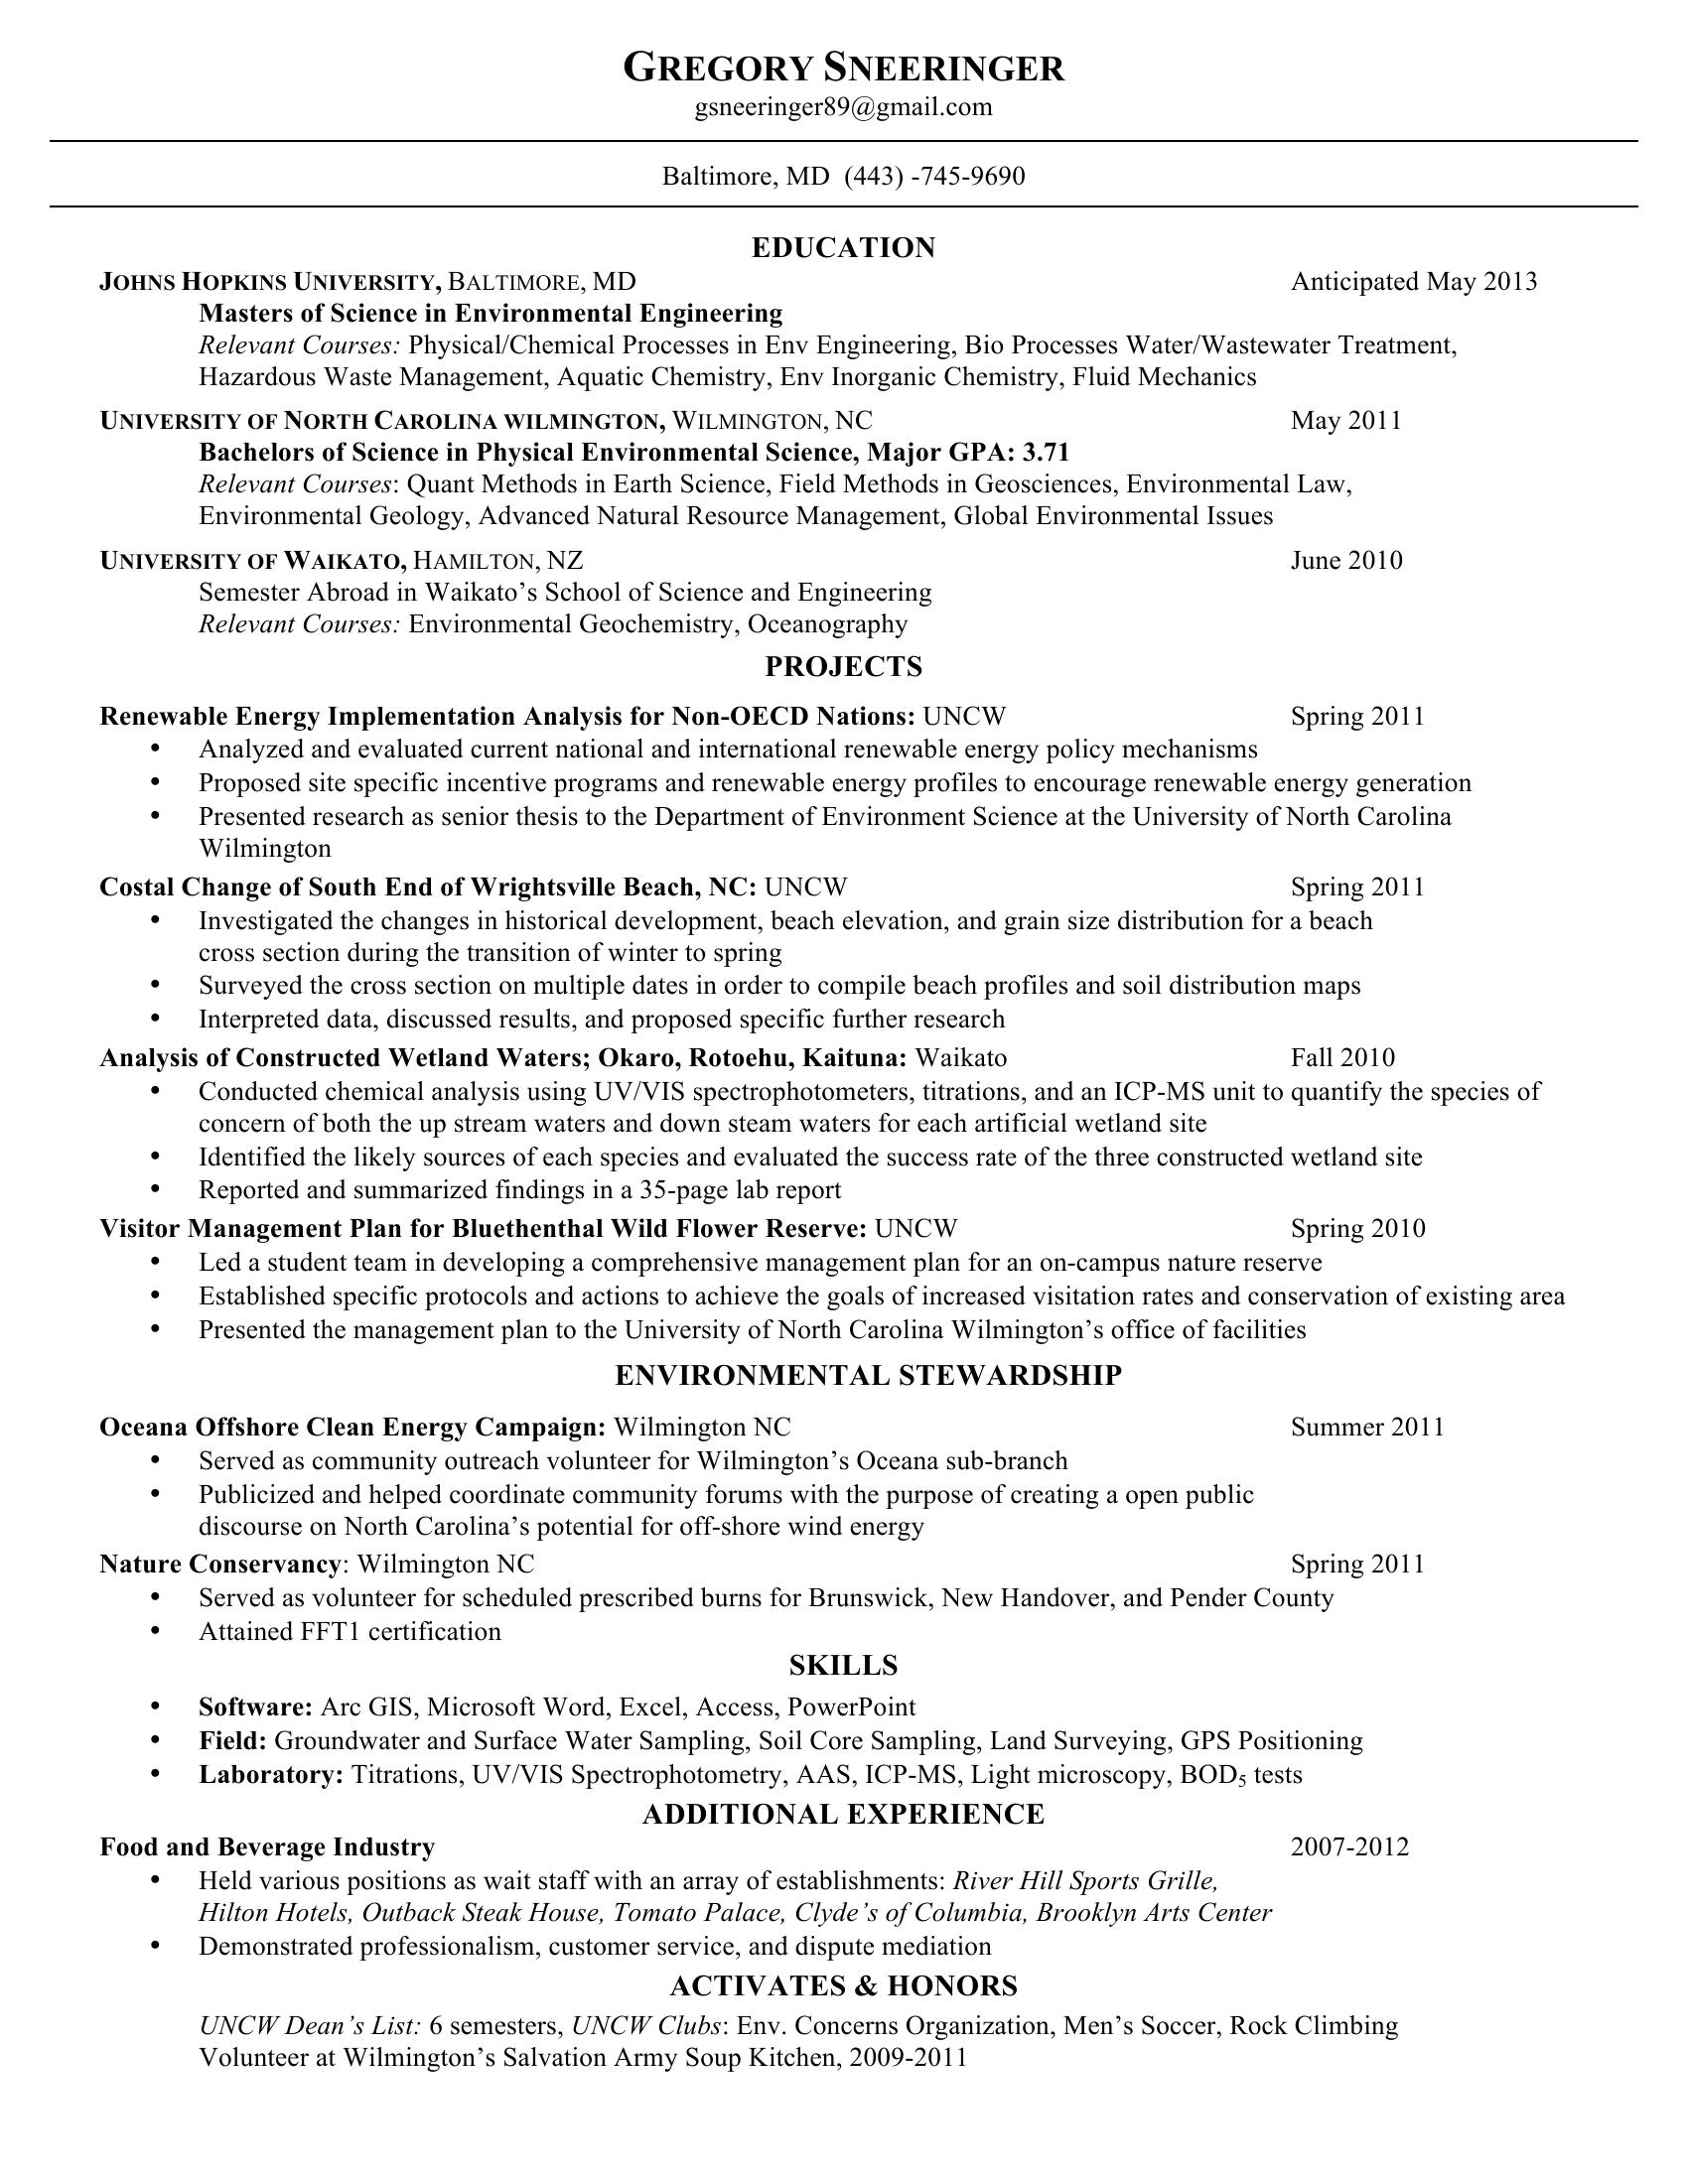 GREGORY SNEERINGER
gsneeringer89@gmail.com
Baltimore, MD (443) -745-9690
EDUCATION
JOHNS HOPKINS UNIVERSITY, BALTIMORE, MD Anticipated May 2013
Masters of Science in Environmental Engineering
Relevant Courses: Physical/Chemical Processes in Env Engineering, Bio Processes Water/Wastewater Treatment,
Hazardous Waste Management, Aquatic Chemistry, Env Inorganic Chemistry, Fluid Mechanics
UNIVERSITY OF NORTH CAROLINA WILMINGTON, WILMINGTON, NC May 2011
Bachelors of Science in Physical Environmental Science, Major GPA: 3.71
Relevant Courses: Quant Methods in Earth Science, Field Methods in Geosciences, Environmental Law,
Environmental Geology, Advanced Natural Resource Management, Global Environmental Issues
UNIVERSITY OF WAIKATO, HAMILTON, NZ June 2010
Semester Abroad in Waikato’s School of Science and Engineering
Relevant Courses: Environmental Geochemistry, Oceanography
PROJECTS
Renewable Energy Implementation Analysis for Non-OECD Nations: UNCW Spring 2011
• Analyzed and evaluated current national and international renewable energy policy mechanisms
• Proposed site specific incentive programs and renewable energy profiles to encourage renewable energy generation
• Presented research as senior thesis to the Department of Environment Science at the University of North Carolina
Wilmington
Costal Change of South End of Wrightsville Beach, NC: UNCW Spring 2011
• Investigated the changes in historical development, beach elevation, and grain size distribution for a beach
cross section during the transition of winter to spring
• Surveyed the cross section on multiple dates in order to compile beach profiles and soil distribution maps
• Interpreted data, discussed results, and proposed specific further research
Analysis of Constructed Wetland Waters; Okaro, Rotoehu, Kaituna: Waikato Fall 2010
• Conducted chemical analysis using UV/VIS spectrophotometers, titrations, and an ICP-MS unit to quantify the species of
concern of both the up stream waters and down steam waters for each artificial wetland site
• Identified the likely sources of each species and evaluated the success rate of the three constructed wetland site
• Reported and summarized findings in a 35-page lab report
Visitor Management Plan for Bluethenthal Wild Flower Reserve: UNCW Spring 2010
• Led a student team in developing a comprehensive management plan for an on-campus nature reserve
• Established specific protocols and actions to achieve the goals of increased visitation rates and conservation of existing area
• Presented the management plan to the University of North Carolina Wilmington’s office of facilities
ENVIRONMENTAL STEWARDSHIP
Oceana Offshore Clean Energy Campaign: Wilmington NC Summer 2011
• Served as community outreach volunteer for Wilmington’s Oceana sub-branch
• Publicized and helped coordinate community forums with the purpose of creating a open public
discourse on North Carolina’s potential for off-shore wind energy
Nature Conservancy: Wilmington NC Spring 2011
• Served as volunteer for scheduled prescribed burns for Brunswick, New Handover, and Pender County
• Attained FFT1 certification
SKILLS
• Software: Arc GIS, Microsoft Word, Excel, Access, PowerPoint
• Field: Groundwater and Surface Water Sampling, Soil Core Sampling, Land Surveying, GPS Positioning
• Laboratory: Titrations, UV/VIS Spectrophotometry, AAS, ICP-MS, Light microscopy, BOD₅ tests
ADDITIONAL EXPERIENCE
Food and Beverage Industry 2007-2012
• Held various positions as wait staff with an array of establishments: River Hill Sports Grille,
Hilton Hotels, Outback Steak House, Tomato Palace, Clyde’s of Columbia, Brooklyn Arts Center
• Demonstrated professionalism, customer service, and dispute mediation
ACTIVATES & HONORS
UNCW Dean’s List: 6 semesters, UNCW Clubs: Env. Concerns Organization, Men’s Soccer, Rock Climbing
Volunteer at Wilmington’s Salvation Army Soup Kitchen, 2009-2011